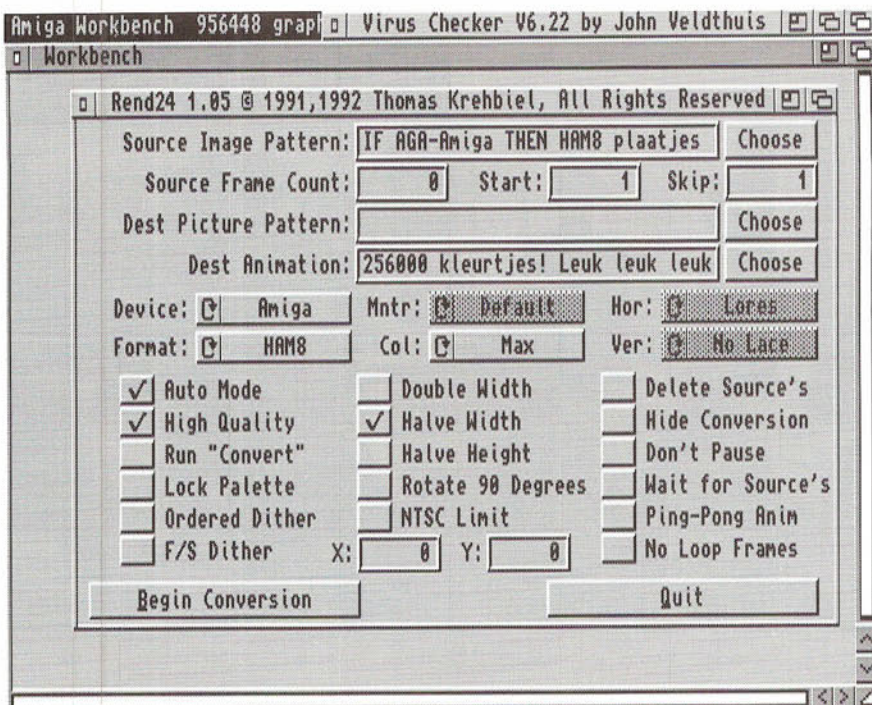 Amiga Workbench 956448 grap
Virus Checker V6.22 by John Veldthuis
Workbench
Rend24 1.05 © 1991,1992 Thomas Krehbiel, All Rights Reserved
Source Image Pattern: IF AGA-Amiga THEN HAM8 plaatjes Choose
Source Frame Count: 0 Start: 1 Skip: 1
Dest Picture Pattern: Choose
Dest Animation: 256000 kleurtjes! Leuk leuk leuk Choose
Device: Amiga Mntr: Default Hor: Lores
Format: HAM8 Col: Max Ver: No Lace
Auto Mode Double Width Delete Source's
High Quality Halve Width Hide Conversion
Run "Convert" Halve Height Don't Pause
Lock Palette Rotate 90 Degrees Wait for Source's
Ordered Dither NTSC Limit Ping-Pong Anim
F/S Dither X: 0 Y: 0 No Loop Frames
Begin Conversion Quit